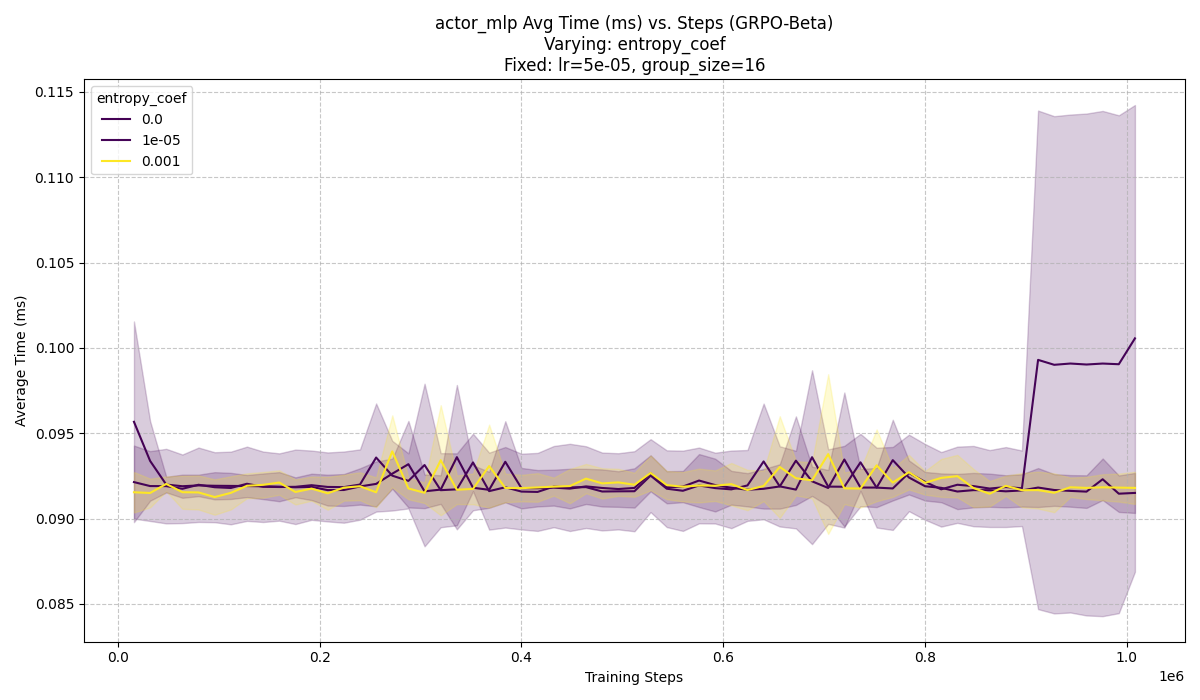 actor_mlp Avg Time (ms) vs. Steps (GRPO-Beta)
Varying: entropy_coef
Fixed: lr=5e-05, group_size=16
entropy_coef
0.0
1e-05
0.001
Average Time (ms)
0.115
0.110
0.105
0.100
0.095
0.090
0.085
0.0
0.2
0.4
0.6
0.8
1.0
1e6
Training Steps